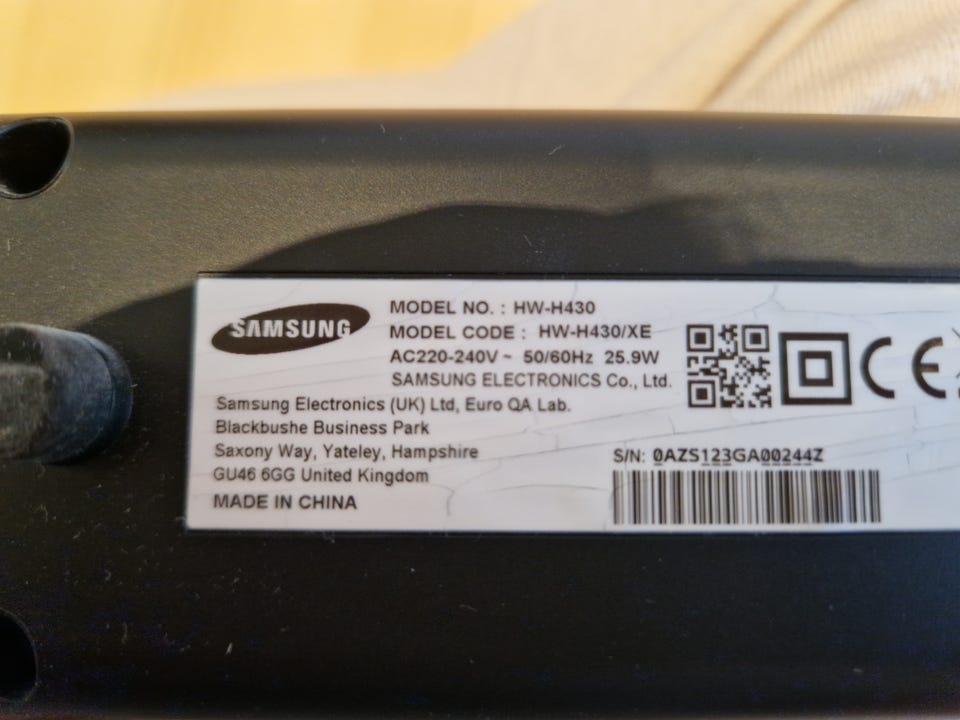 SAMSUNG
MODEL NO. : HW-H430
MODEL CODE : HW-H430/XE
AC220-240V ~ 50/60Hz 25.9W
SAMSUNG ELECTRONICS Co., Ltd.
Samsung Electronics (UK) Ltd, Euro QA Lab.
Blackbushe Business Park
Saxony Way, Yateley, Hampshire
GU46 6GG United Kingdom
MADE IN CHINA
CE
S/N: 0AZS123GA00244Z